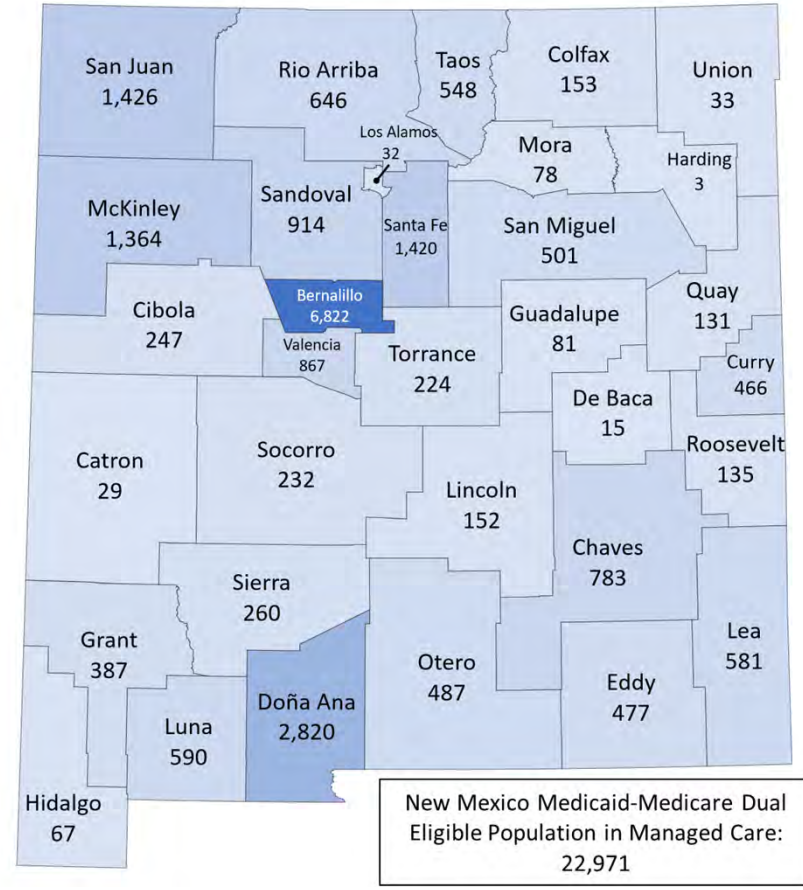 San Juan
1,426
Rio Arriba
646
Taos
548
Colfax
153
Union
33
Los Alamos
32
Mora
78
Harding
3
McKinley
1,364
Sandoval
914
Santa Fe
1,420
San Miguel
501
Cibola
247
Bernalillo
6,822
Valencia
867
Torrance
224
Guadalupe
81
Quay
131
Curry
466
De Baca
15
Roosevelt
135
Catron
29
Socorro
232
Lincoln
152
Chaves
783
Sierra
260
Grant
387
Doña Ana
2,820
Otero
487
Eddy
477
Lea
581
Luna
590
Hidalgo
67
New Mexico Medicaid-Medicare Dual
Eligible Population in Managed Care:
22,971